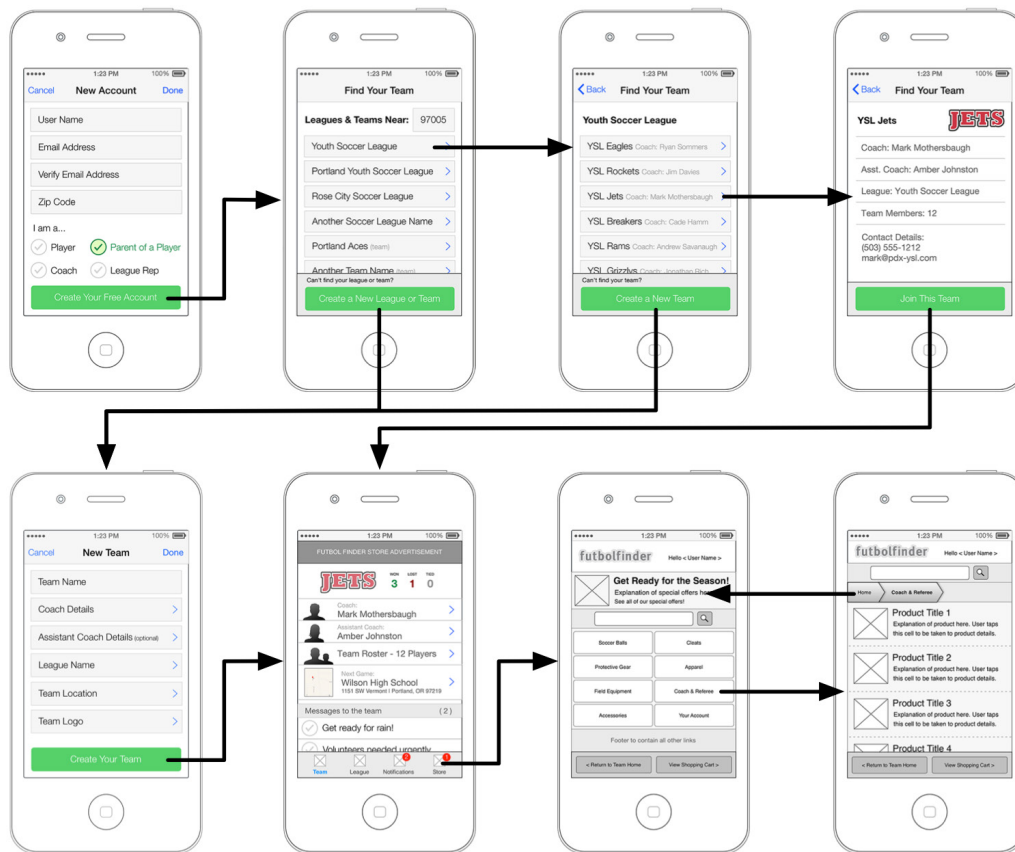 1:23 PM 100%
Cancel New Account Done
User Name
Email Address
Verify Email Address
Zip Code
I am a...
Player Parent of a Player
Coach League Rep
Create Your Free Account
1:23 PM 100%
Find Your Team
Leagues & Teams Near: 97005
Youth Soccer League
Portland Youth Soccer League
Rose City Soccer League
Another Soccer League Name
Portland Aces (team)
Another Team Name (team)
Can't find your league or team?
Create a New League or Team
1:23 PM 100%
Back Find Your Team
Youth Soccer League
YSL Eagles Coach: Ryan Sommers
YSL Rockets Coach: Jim Davies
YSL Jets Coach: Mark Mothersbaugh
YSL Breakers Coach: Cade Hamm
YSL Rams Coach: Andrew Savanaugh
YSL Grizzlys Coach: Jonathan Rich
Can't find your team?
Create a New Team
1:23 PM 100%
Back Find Your Team
YSL Jets JETS
Coach: Mark Mothersbaugh
Asst. Coach: Amber Johnston
League: Youth Soccer League
Team Members: 12
Contact Details:
(503) 555-1212
mark@pdx-ysl.com
Join This Team
1:23 PM 100%
Cancel New Team Done
Team Name
Coach Details
Assistant Coach Details (optional)
League Name
Team Location
Team Logo
Create Your Team
1:23 PM 100%
FUTBOL FINDER STORE ADVERTISEMENT
JETS
WON LOST TIED
3 1 0
Coach:
Mark Mothersbaugh
Assistant Coach:
Amber Johnston
Team Roster - 12 Players
Next Game:
Wilson High School
1151 SW Vermont I Portland, OR 97219
Messages to the team (2)
Get ready for rain!
Volunteers needed urgently
Team League Notifications Store
1:23 PM 100%
futbolfinder Hello < User Name >
Get Ready for the Season!
Explanation of special offers here
See all of our special offers!
Soccer Balls Cleats
Protective Gear Apparel
Field Equipment Coach & Referee
Accessories Your Account
Footer to contain all other links
< Return to Team Home View Shopping Cart >
1:23 PM 100%
futbolfinder Hello < User Name >
Home Coach & Referee
Product Title 1
Explanation of product here. User taps
this cell to be taken to product details.
Product Title 2
Explanation of product here. User taps
this cell to be taken to product details.
Product Title 3
Explanation of product here. User taps
this cell to be taken to product details.
Product Title 4
< Return to Team Home View Shopping Cart >